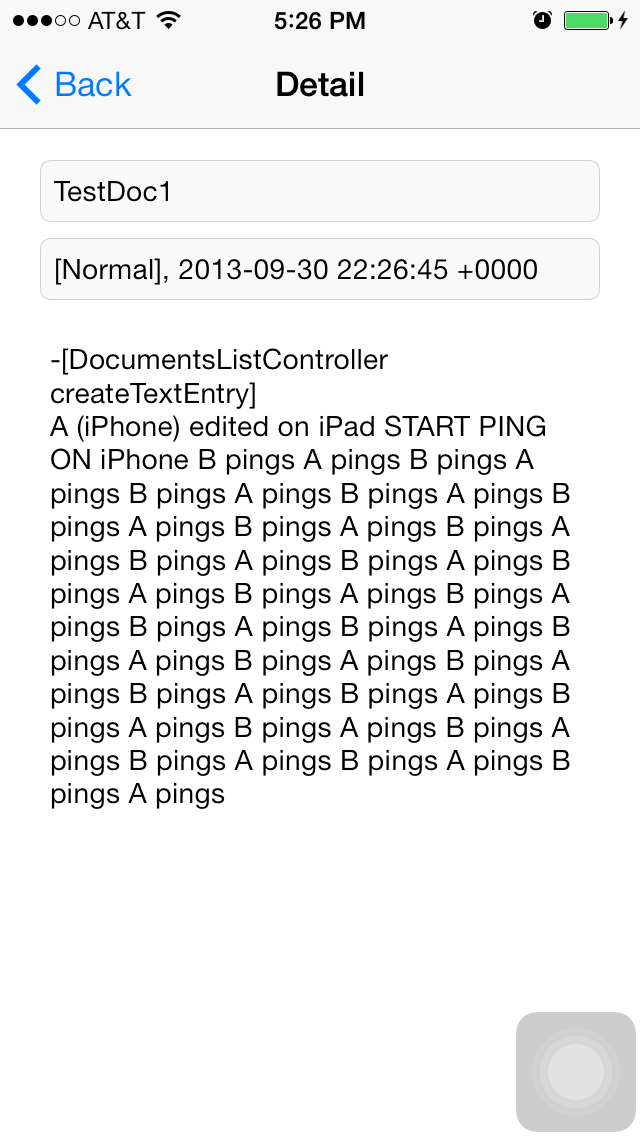 AT&T 5:26 PM
Back Detail
TestDoc1
[Normal], 2013-09-30 22:26:45 +0000
-[DocumentsListController
createTextEntry]
A (iPhone) edited on iPad START PING
ON iPhone B pings A pings B pings A
pings B pings A pings B pings A pings B
pings A pings B pings A pings B pings A
pings B pings A pings B pings A pings B
pings A pings B pings A pings B pings A
pings B pings A pings B pings A pings B
pings A pings B pings A pings B pings A
pings B pings A pings B pings A pings B
pings A pings B pings A pings B pings A
pings B pings A pings B pings A pings B
pings A pings